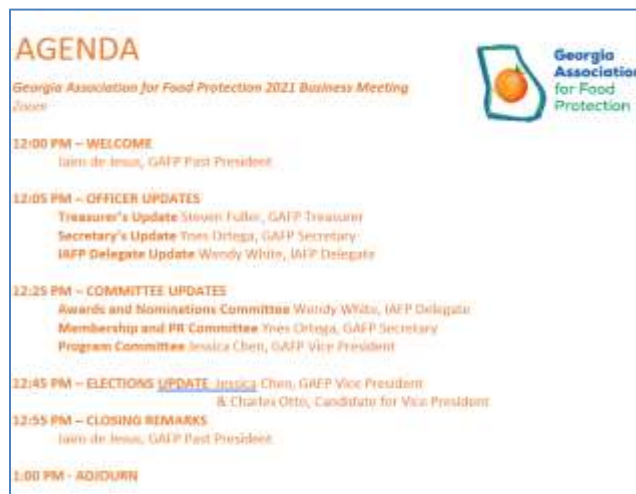 AGENDA
Georgia Association
for Food
Protection
Georgia Association for Food Protection 2021 Business Meeting
Zoom
12:00 PM – WELCOME
Jairo de Jesus, GAFP Past President
12:05 PM – OFFICER UPDATES
Treasurer's Update Steven Fuller, GAFP Treasurer
Secretary's Update Ynes Ortega, GAFP Secretary
IAFP Delegate Update Wendy White, IAFP Delegate
12:25 PM – COMMITTEE UPDATES
Awards and Nominations Committee Wendy White, IAFP Delegate
Membership and PR Committee Ynes Ortega, GAFP Secretary
Program Committee Jessica Chen, GAFP Vice President
12:45 PM – ELECTIONS UPDATE Jessica Chen, GAFP Vice President
& Charles Otto, Candidate for Vice President
12:55 PM – CLOSING REMARKS
Jairo de Jesus, GAFP Past President
1:00 PM - ADJOURN